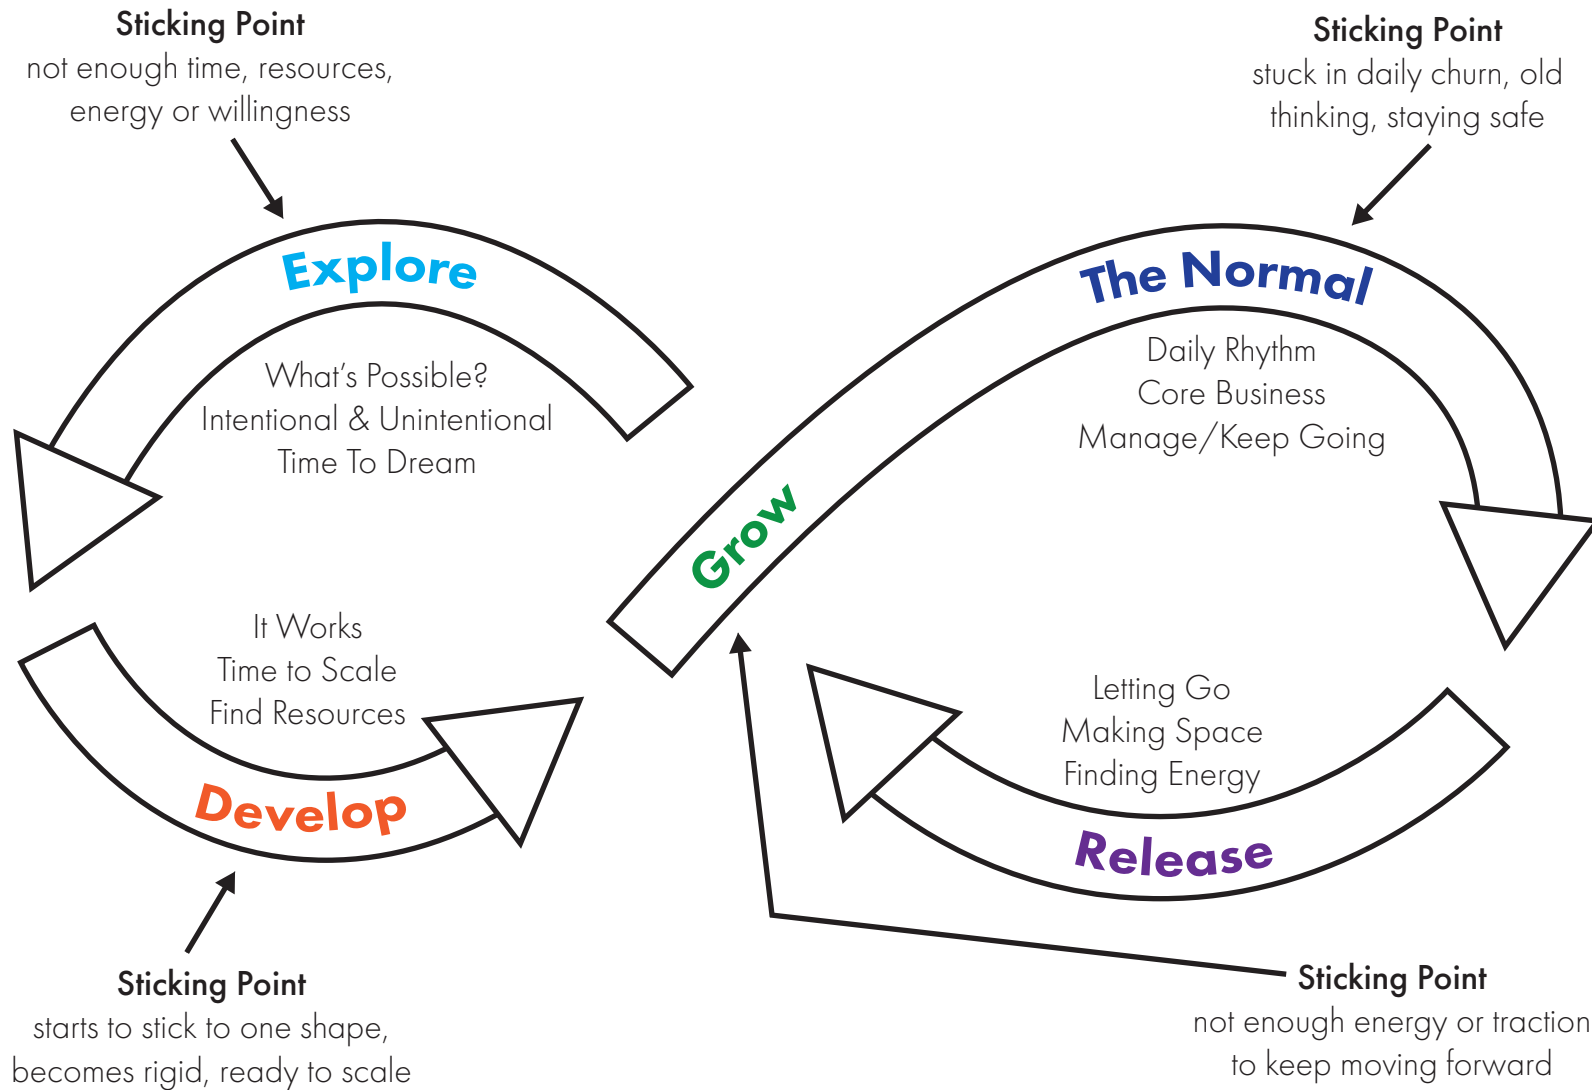 Sticking Point
not enough time, resources,
energy or willingness
Sticking Point
stuck in daily churn, old
thinking, staying safe
Explore
What's Possible?
Intentional & Unintentional
Time To Dream
The Normal
Daily Rhythm
Core Business
Manage/Keep Going
Grow
It Works
Time to Scale
Find Resources
Develop
Letting Go
Making Space
Finding Energy
Release
Sticking Point
starts to stick to one shape,
becomes rigid, ready to scale
Sticking Point
not enough energy or traction
to keep moving forward